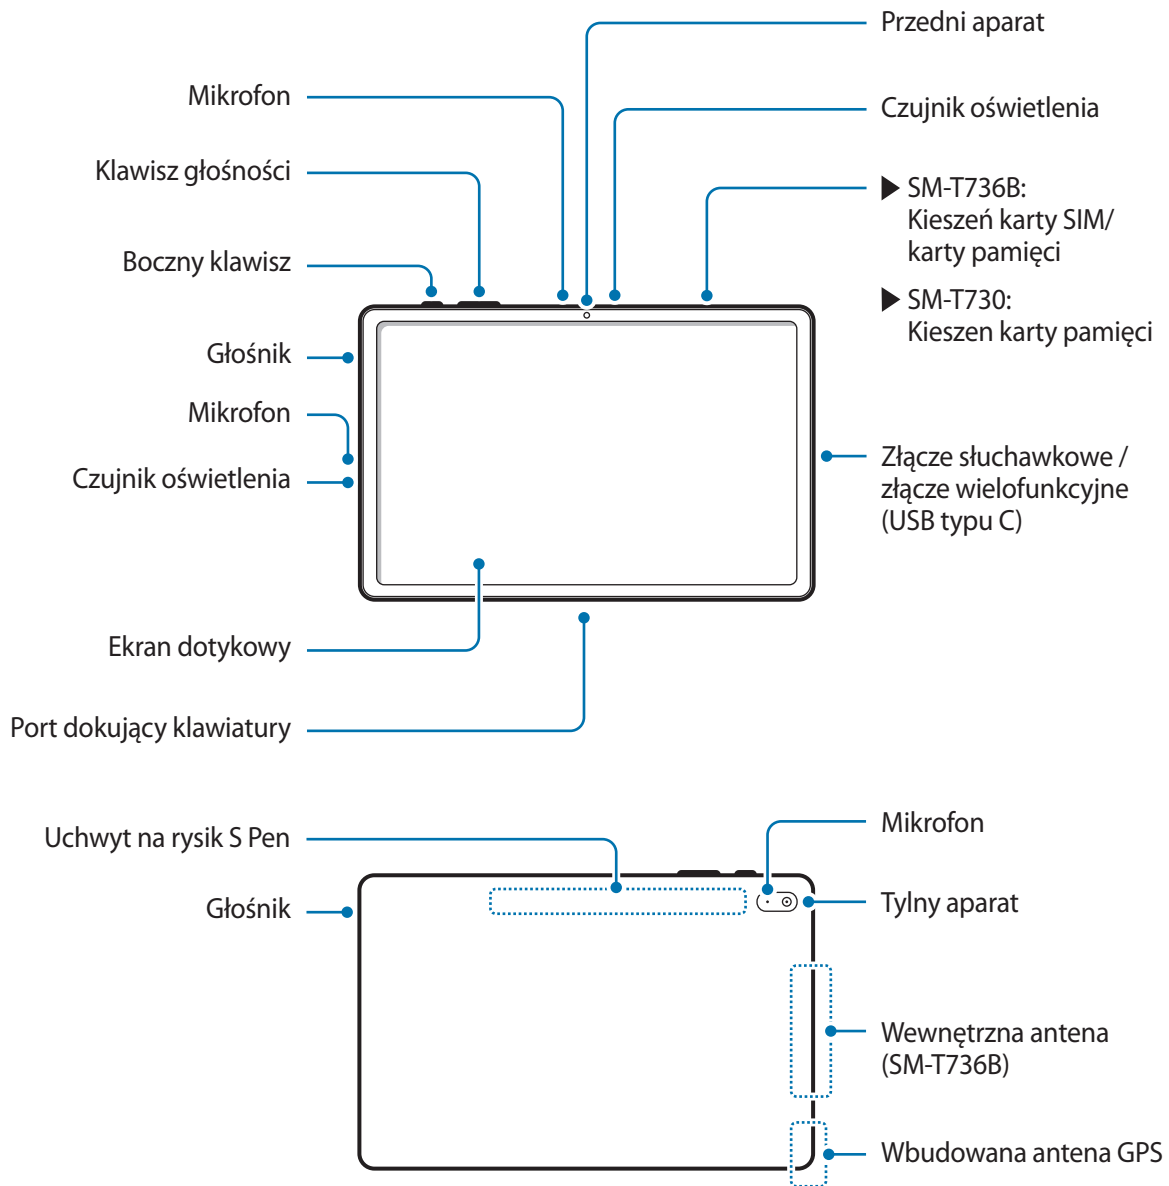 Przedni aparat
Mikrofon
Czujnik oświetlenia
Klawisz głośności
▶ SM-T736B:
Kieszeń karty SIM/
karty pamięci
Boczny klawisz
▶ SM-T730:
Kieszen karty pamięci
Głośnik
Mikrofon
Czujnik oświetlenia
Złącze słuchawkowe /
złącze wielofunkcyjne
(USB typu C)
Ekran dotykowy
Port dokujący klawiatury
Uchwyt na rysik S Pen
Mikrofon
Głośnik
Tylny aparat
Wewnętrzna antena
(SM-T736B)
Wbudowana antena GPS